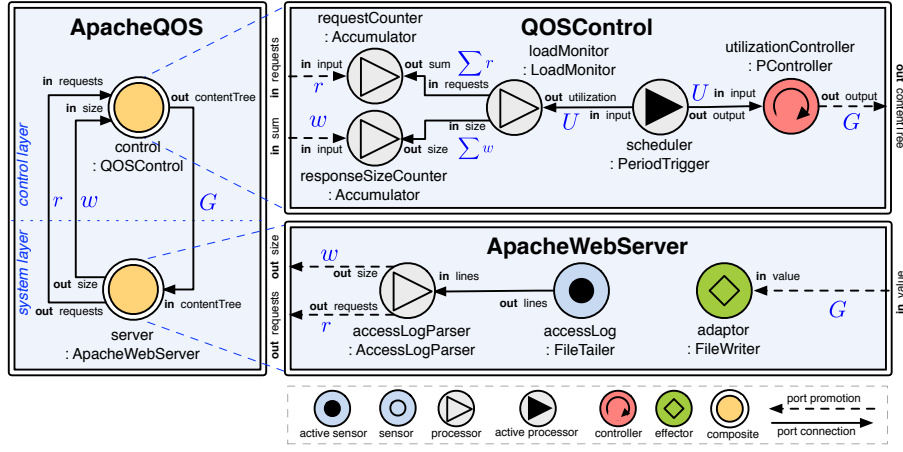 ApacheQOS
in requests
in size
out contentTree
control
: QOSControl
control layer
r
w
G
system layer
out size
out requests
in contentTree
server
: ApacheWebServer
QOSControl
requestCounter
: Accumulator
in requests
in input
r
out sum
∑ r
in requests
in sum
w
in input
in size
out size
∑ w
responseSizeCounter
: Accumulator
loadMonitor
: LoadMonitor
out utilization
U
in input
scheduler
: PeriodTrigger
U
in input
out output
utilizationController
: PController
out output
G
out contentTree
ApacheWebServer
out size
w
out size
out requests
out requests
r
in lines
out lines
accessLogParser
: AccessLogParser
accessLog
: FileTailer
adaptor
: FileWriter
in value
G
in value
active sensor
sensor
processor
active processor
controller
effector
composite
port promotion
port connection